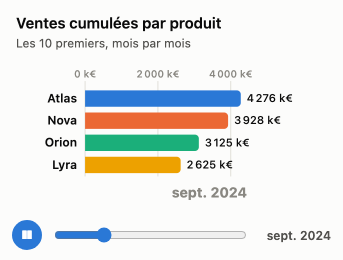 Ventes cumulées par produit
Les 10 premiers, mois par mois
0 k€ 2 000 k€ 4 000 k€
Atlas 4 276 k€
Nova 3 928 k€
Orion 3 125 k€
Lyra 2 625 k€
sept. 2024
sept. 2024